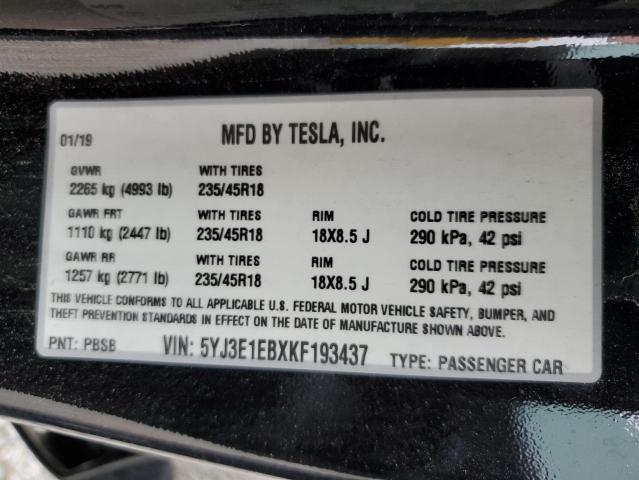 01/19 MFD BY TESLA, INC.
GVWR WITH TIRES
2265 kg (4993 lb) 235/45R18
GAWR FRT WITH TIRES RIM COLD TIRE PRESSURE
1110 kg (2447 lb) 235/45R18 18X8.5 J 290 kPa, 42 psi
GAWR RR WITH TIRES RIM COLD TIRE PRESSURE
1257 kg (2771 lb) 235/45R18 18X8.5 J 290 kPa, 42 psi
THIS VEHICLE CONFORMS TO ALL APPLICABLE U.S. FEDERAL MOTOR VEHICLE SAFETY, BUMPER, AND
THEFT PREVENTION STANDARDS IN EFFECT ON THE DATE OF MANUFACTURE SHOWN ABOVE.
PNT: PBSB VIN: 5YJ3E1EBXKF193437 TYPE: PASSENGER CAR